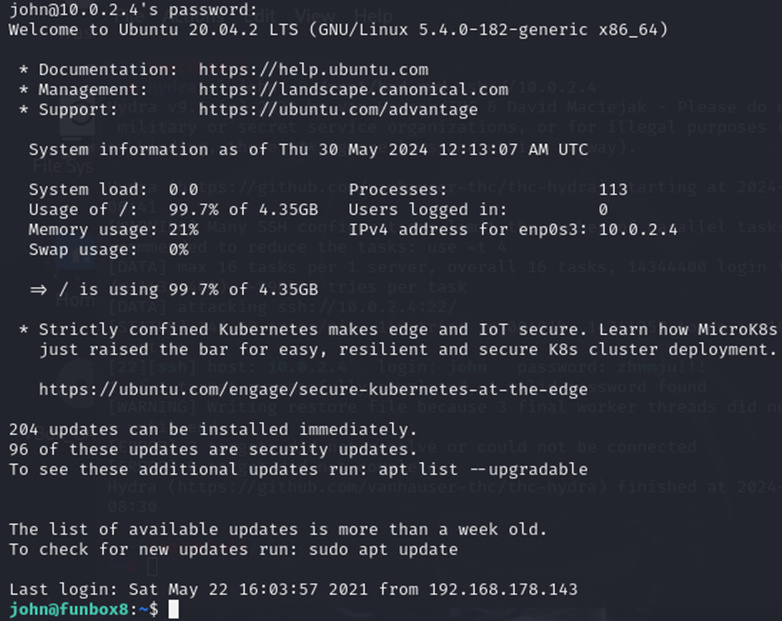 john@10.0.2.4's password:
Welcome to Ubuntu 20.04.2 LTS (GNU/Linux 5.4.0-182-generic x86_64)
* Documentation: https://help.ubuntu.com
* Management: https://landscape.canonical.com
* Support: https://ubuntu.com/advantage
System information as of Thu 30 May 2024 12:13:07 AM UTC
System load: 0.0 Processes: 113
Usage of /: 99.7% of 4.35GB Users logged in: 0
Memory usage: 21% IPv4 address for enp0s3: 10.0.2.4
Swap usage: 0%
⇒ / is using 99.7% of 4.35GB
* Strictly confined Kubernetes makes edge and IoT secure. Learn how MicroK8s
just raised the bar for easy, resilient and secure K8s cluster deployment.
https://ubuntu.com/engage/secure-kubernetes-at-the-edge
204 updates can be installed immediately.
96 of these updates are security updates.
To see these additional updates run: apt list --upgradable
The list of available updates is more than a week old.
To check for new updates run: sudo apt update
Last login: Sat May 22 16:03:57 2021 from 192.168.178.143
john@funbox8:~$